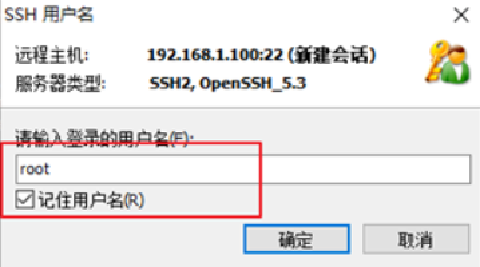 SSH 用户名
远程主机: 192.168.1.100:22 (新建会话)
服务器类型: SSH2, OpenSSH_5.3
请输入登录的用户名(E):
root
记住用户名(R)
确定 取消